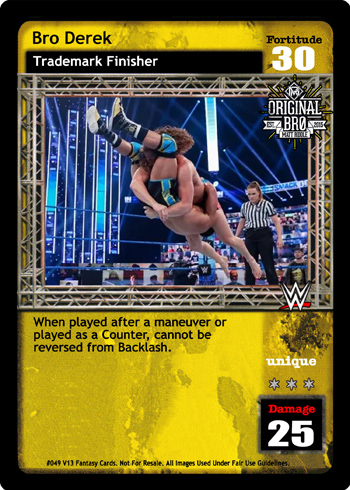 Bro Derek
Fortitude
30
Trademark Finisher
ORIGINAL
BRO
MATT RIDDLE
When played after a maneuver or
played as a Counter, cannot be
reversed from Backlash.
unique
Damage
25
#049 V13 Fantasy Cards. Not For Resale. All Images Used Under Fair Use Guidelines.